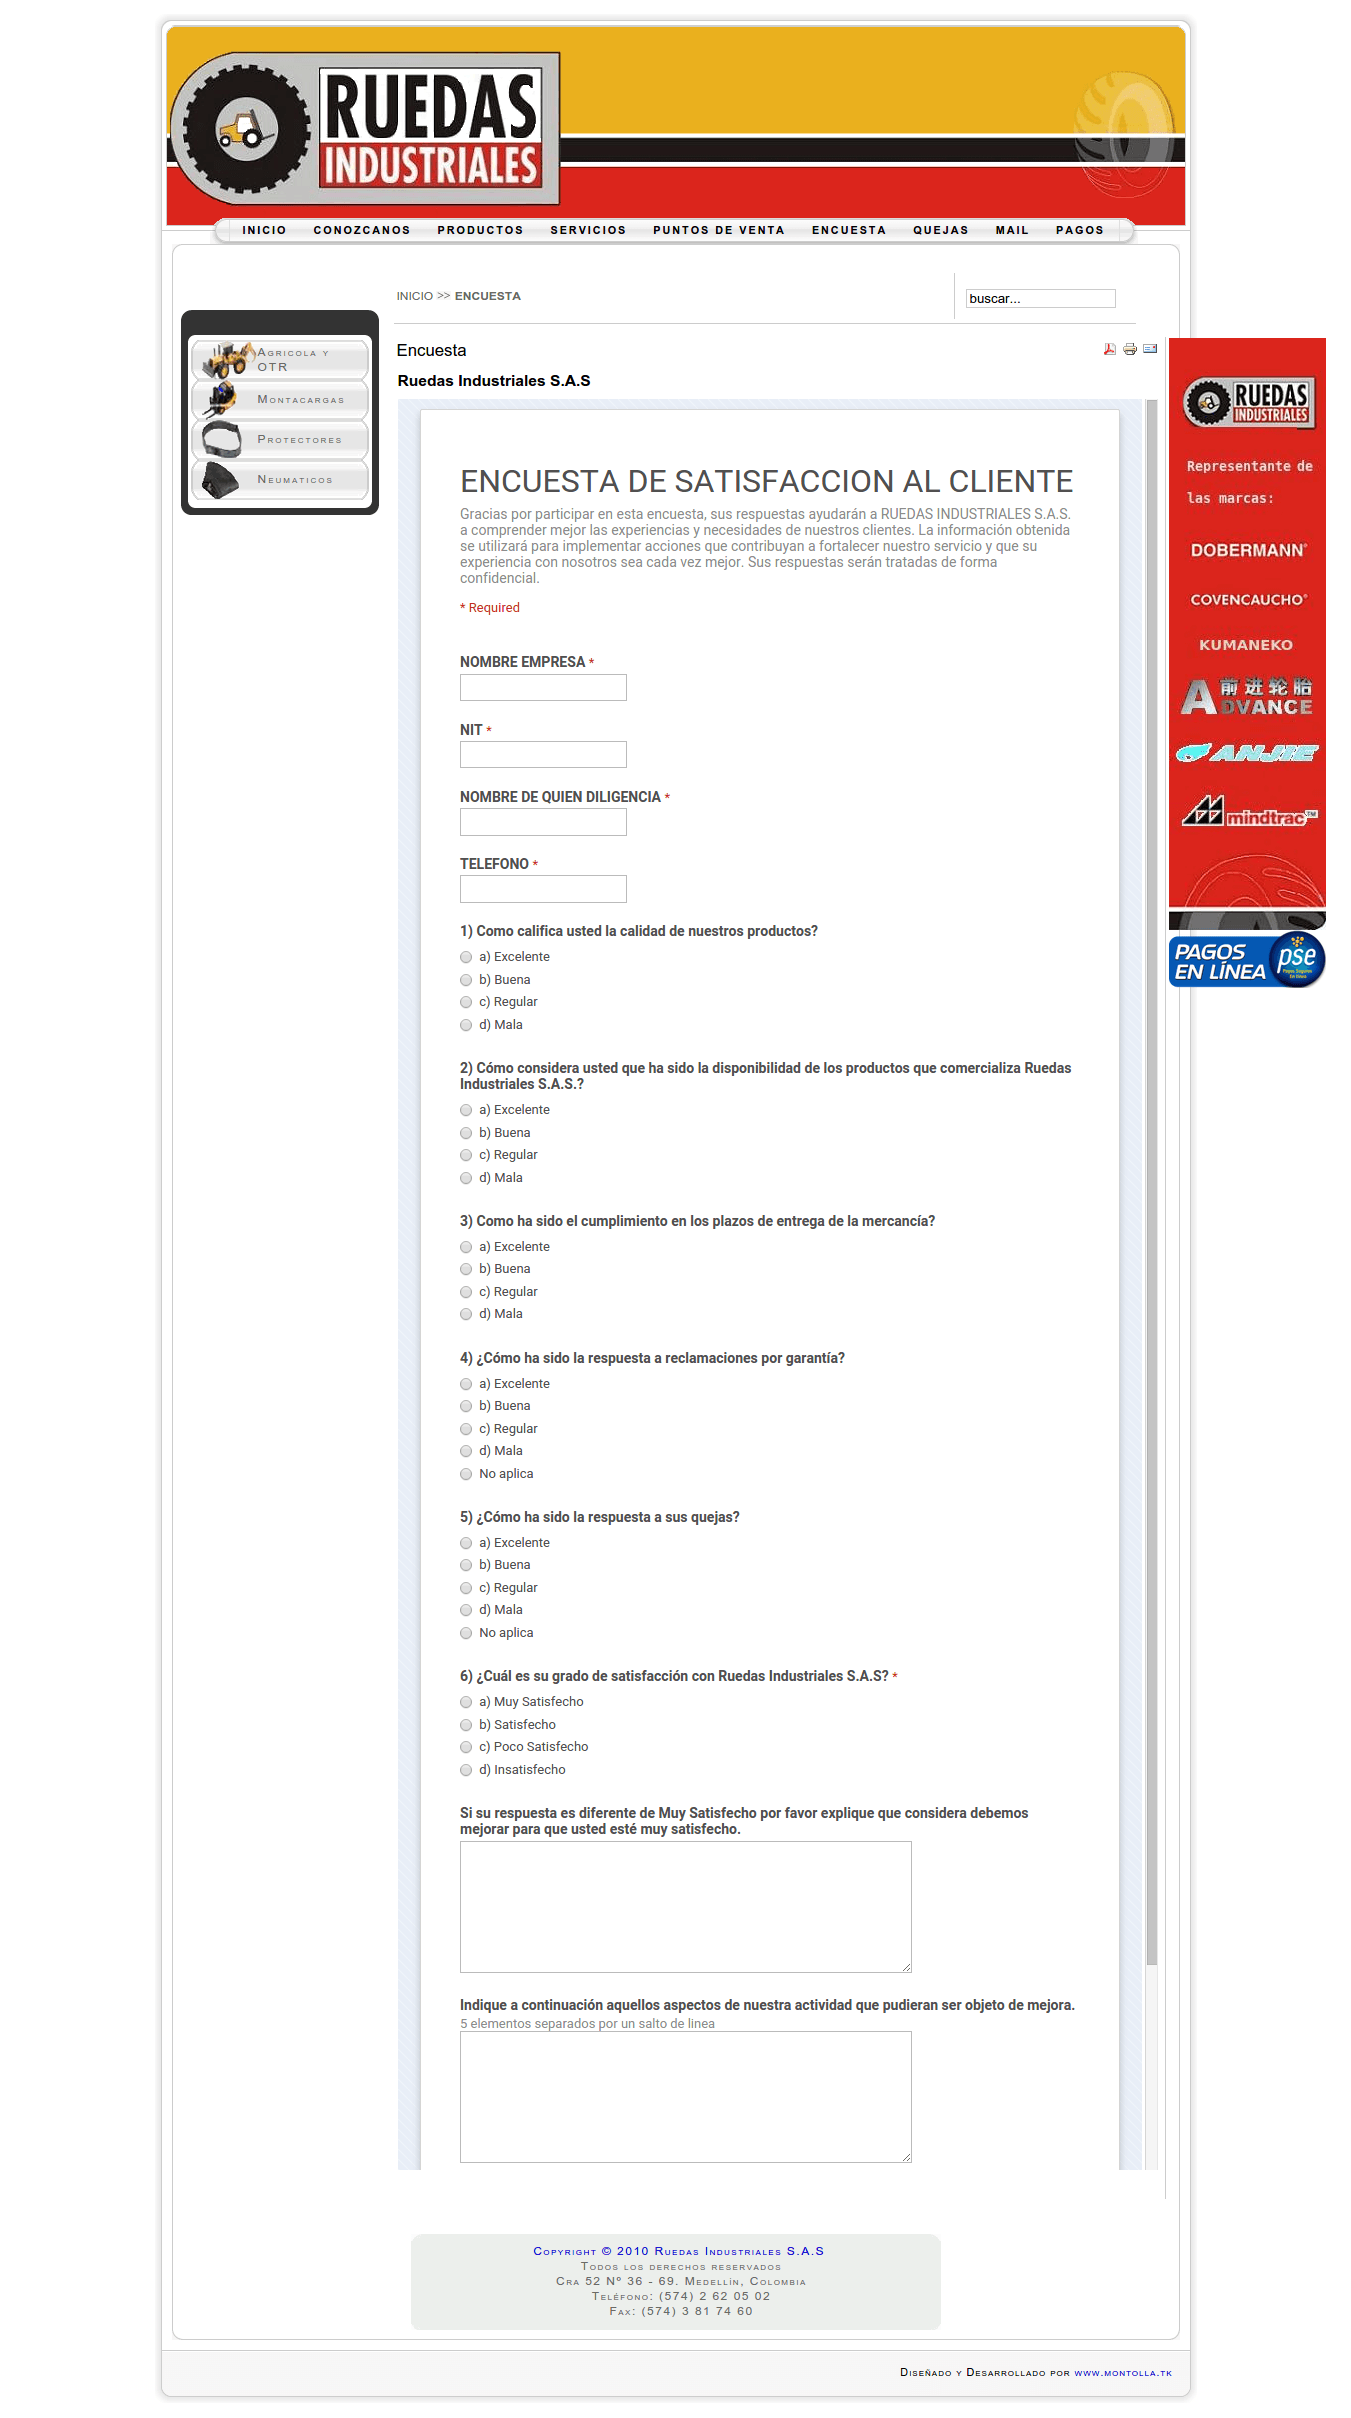 RUEDAS
INDUSTRIALES
INICIO CONOZCANOS PRODUCTOS SERVICIOS PUNTOS DE VENTA ENCUESTA QUEJAS MAIL PAGOS
INICIO >> ENCUESTA
buscar...
Agricola y
OTR
Montacargas
Protectores
Neumaticos
Encuesta
Ruedas Industriales S.A.S
ENCUESTA DE SATISFACCION AL CLIENTE
Gracias por participar en esta encuesta, sus respuestas ayudarán a RUEDAS INDUSTRIALES S.A.S.
a comprender mejor las experiencias y necesidades de nuestros clientes. La información obtenida
se utilizará para implementar acciones que contribuyan a fortalecer nuestro servicio y que su
experiencia con nosotros sea cada vez mejor. Sus respuestas serán tratadas de forma
confidencial.
* Required
NOMBRE EMPRESA *
NIT *
NOMBRE DE QUIEN DILIGENCIA *
TELEFONO *
1) Como califica usted la calidad de nuestros productos?
a) Excelente
b) Buena
c) Regular
d) Mala
2) Cómo considera usted que ha sido la disponibilidad de los productos que comercializa Ruedas
Industriales S.A.S.?
a) Excelente
b) Buena
c) Regular
d) Mala
3) Como ha sido el cumplimiento en los plazos de entrega de la mercancía?
a) Excelente
b) Buena
c) Regular
d) Mala
4) ¿Cómo ha sido la respuesta a reclamaciones por garantía?
a) Excelente
b) Buena
c) Regular
d) Mala
No aplica
5) ¿Cómo ha sido la respuesta a sus quejas?
a) Excelente
b) Buena
c) Regular
d) Mala
No aplica
6) ¿Cuál es su grado de satisfacción con Ruedas Industriales S.A.S? *
a) Muy Satisfecho
b) Satisfecho
c) Poco Satisfecho
d) Insatisfecho
Si su respuesta es diferente de Muy Satisfecho por favor explique que considera debemos
mejorar para que usted esté muy satisfecho.
Indique a continuación aquellos aspectos de nuestra actividad que pudieran ser objeto de mejora.
5 elementos separados por un salto de linea
RUEDAS
INDUSTRIALES
Representante de
las marcas:
DOBERMANN
COVENCAUCHO
KUMANEKO
前进轮胎
ADVANCE
ANJIE
mindtrac TM
PAGOS
EN LÍNEA
pse
Copyright © 2010 Ruedas Industriales S.A.S
Todos los derechos reservados
Cra 52 Nº 36 - 69. Medellín, Colombia
Teléfono: (574) 2 62 05 02
Fax: (574) 3 81 74 60
Diseñado y Desarrollado por www.montolla.tk